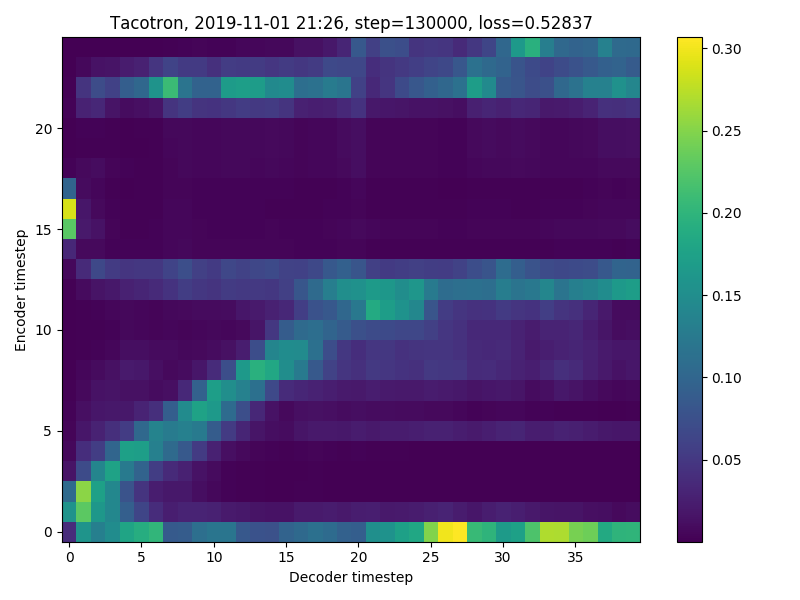 Tacotron, 2019-11-01 21:26, step=130000, loss=0.52837
Encoder timestep
20
15
10
5
0
0 5 10 15 20 25 30 35
Decoder timestep
0.30
0.25
0.20
0.15
0.10
0.05